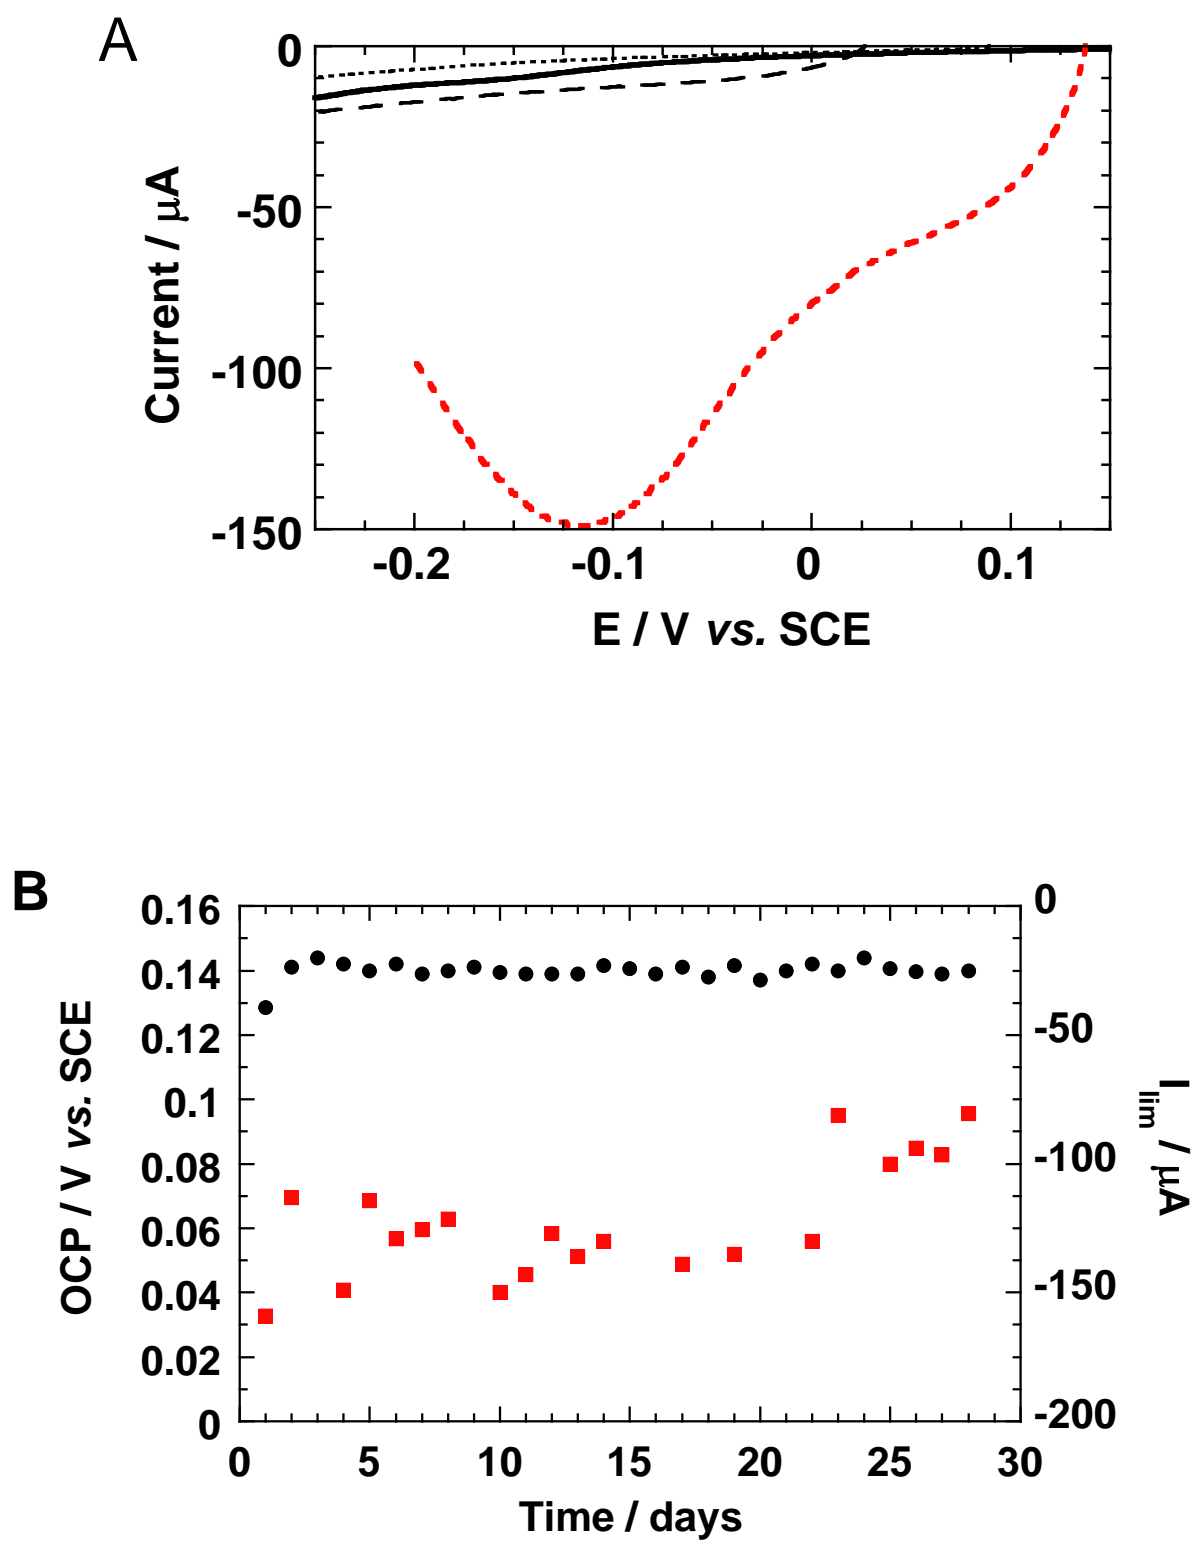 A
0
-50
-100
-150
Current / μA
-0.2 -0.1 0 0.1
E / V vs. SCE
B
0.16
0.14
0.12
0.1
0.08
0.06
0.04
0.02
0
OCP / V vs. SCE
0
-50
-100
-150
-200
I lim / μA
0 5 10 15 20 25 30
Time / days